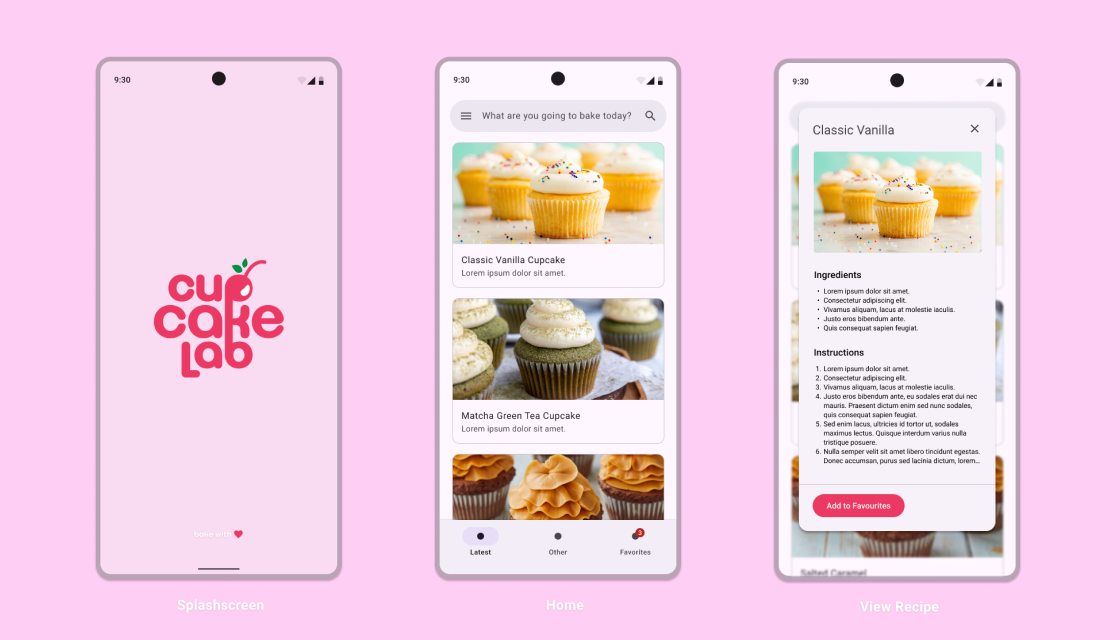 9:30
cup
cake
Lab
bake with
Splashscreen
9:30
What are you going to bake today?
Classic Vanilla Cupcake
Lorem ipsum dolor sit amet.
Matcha Green Tea Cupcake
Lorem ipsum dolor sit amet.
3
Latest
Other
Favorites
Home
9:30
Classic Vanilla
Ingredients
• Lorem ipsum dolor sit amet.
• Consectetur adipiscing elit.
• Vivamus aliquam, lacus at molestie iaculis.
• Justo eros bibendum ante.
• Quis consequat sapien feugiat.
Instructions
1. Lorem ipsum dolor sit amet.
2. Consectetur adipiscing elit.
3. Vivamus aliquam, lacus at molestie iaculis.
4. Justo eros bibendum ante, eu sodales erat dui nec
mauris. Praesent dictum enim sed nunc sodales,
quis consequat sapien feugiat.
5. Sed enim lacus, ultricies id tortor ut, sodales
maximus lectus. Quisque interdum varius nulla
tristique posuere.
6. Nulla semper velit sit amet libero tincidunt egestas.
Donec accumsan, purus sed lacinia dictum, lorem...
Add to Favourites
Salted Caramel
View Recipe